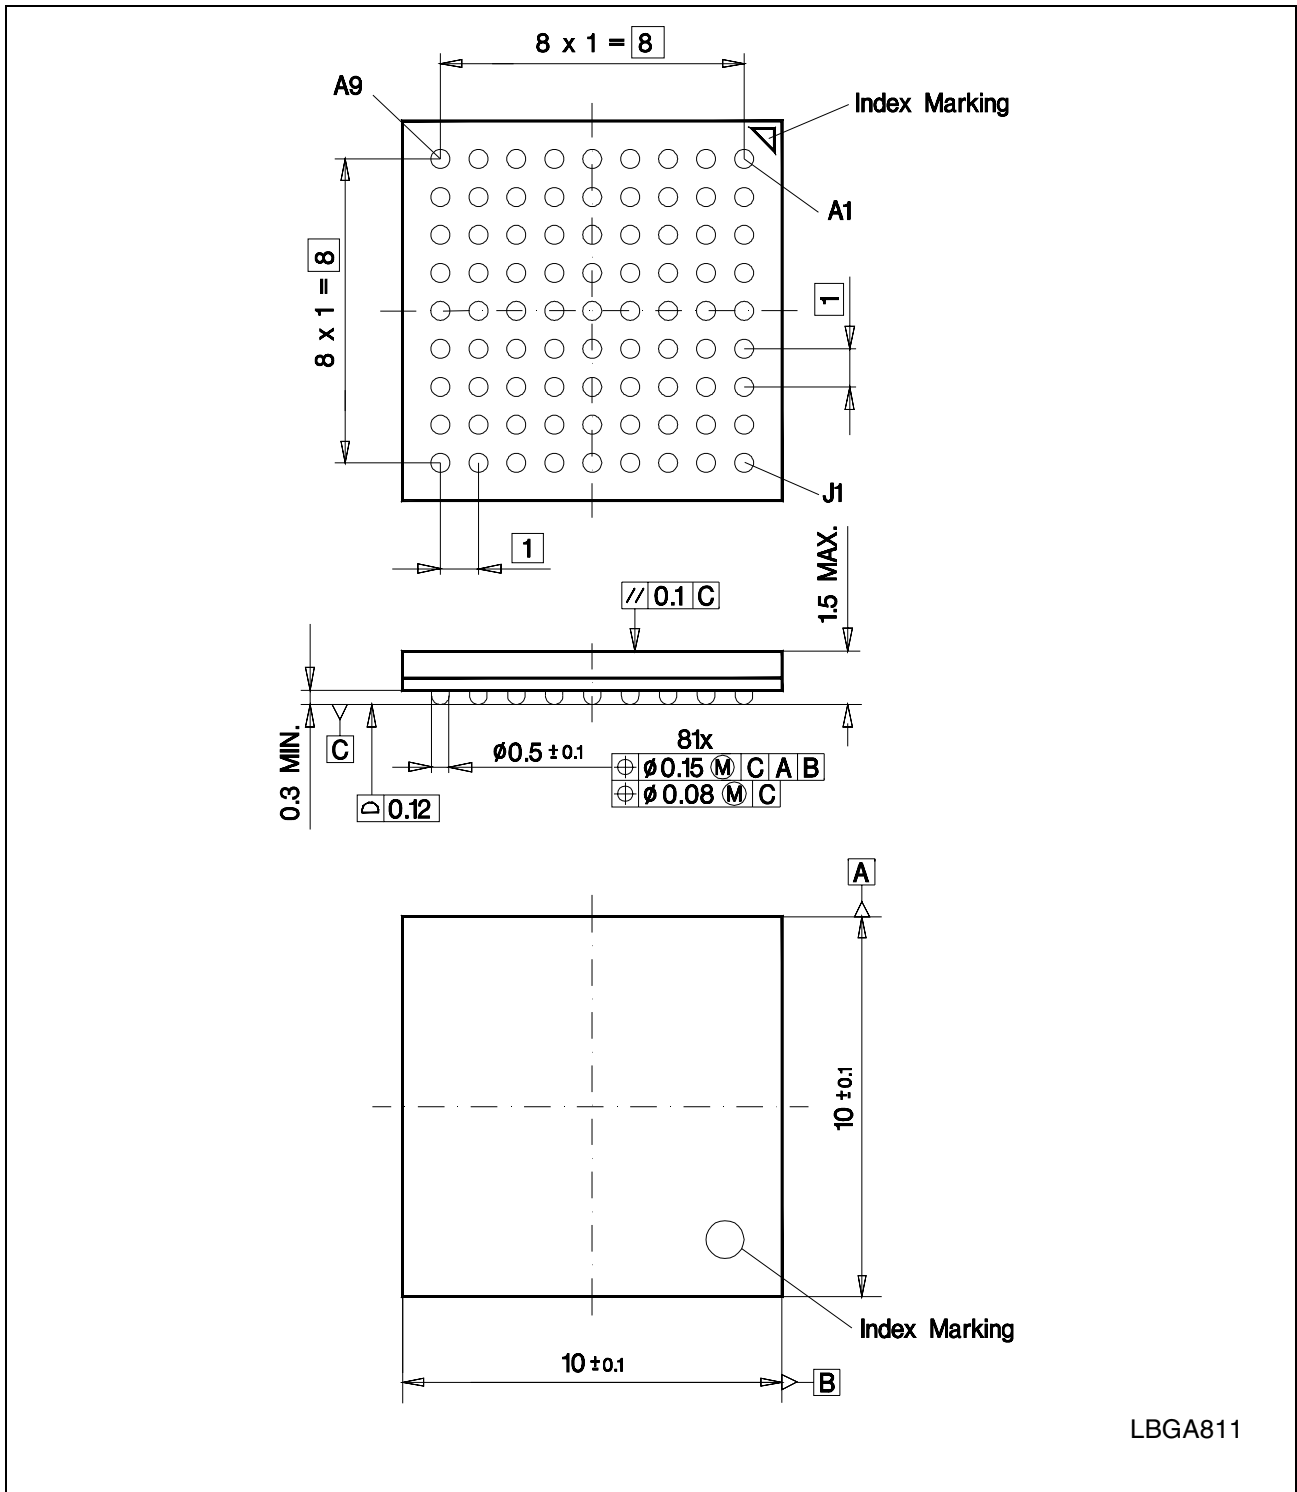 8 x 1 = 8
A9
Index Marking
A1
8 x 1 = 8
1
J1
1
1.5 MAX.
// 0.1 C
0.3 MIN.
C
ø0.5 ±0.1
81x
⌖ ø0.15 Ⓜ C A B
⌖ ø0.08 Ⓜ C
⌓ 0.12
A
10 ±0.1
Index Marking
10 ±0.1
B
LBGA811